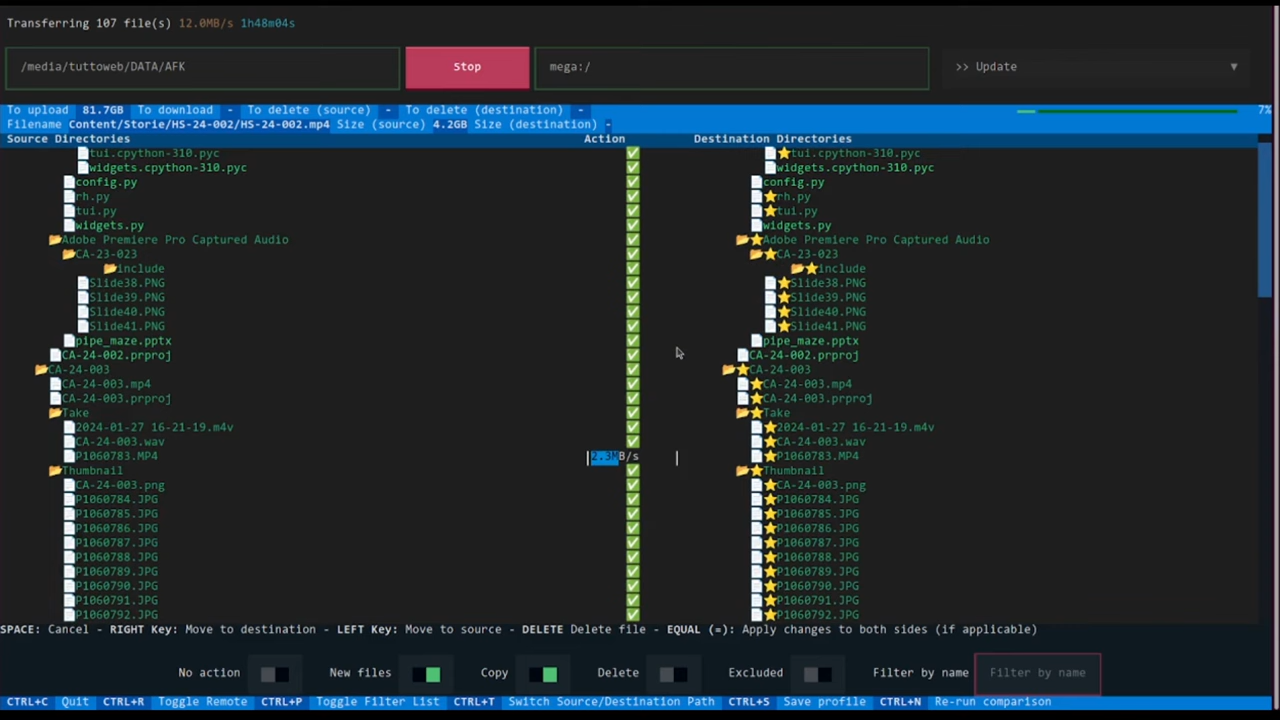 Transferring 107 file(s) 12.0MB/s 1h48m04s
/media/tuttoweb/DATA/AFK Stop mega:/ >> Update ▼
To upload 81.7GB To download - To delete (source) - To delete (destination) - 7%
Filename Content/Storie/HS-24-002/HS-24-002.mp4 Size (source) 4.2GB Size (destination) -
Source Directories Action Destination Directories
tui.cpython-310.pyc tui.cpython-310.pyc
widgets.cpython-310.pyc widgets.cpython-310.pyc
config.py config.py
rh.py rh.py
tui.py tui.py
widgets.py widgets.py
Adobe Premiere Pro Captured Audio Adobe Premiere Pro Captured Audio
CA-23-023 CA-23-023
include include
Slide38.PNG Slide38.PNG
Slide39.PNG Slide39.PNG
Slide40.PNG Slide40.PNG
Slide41.PNG Slide41.PNG
pipe_maze.pptx pipe_maze.pptx
CA-24-002.prproj CA-24-002.prproj
CA-24-003 CA-24-003
CA-24-003.mp4 CA-24-003.mp4
CA-24-003.prproj CA-24-003.prproj
Take Take
2024-01-27 16-21-19.m4v 2024-01-27 16-21-19.m4v
CA-24-003.wav CA-24-003.wav
P1060783.MP4 2.3MB/s P1060783.MP4
Thumbnail Thumbnail
CA-24-003.png CA-24-003.png
P1060784.JPG P1060784.JPG
P1060785.JPG P1060785.JPG
P1060786.JPG P1060786.JPG
P1060787.JPG P1060787.JPG
P1060788.JPG P1060788.JPG
P1060789.JPG P1060789.JPG
P1060790.JPG P1060790.JPG
P1060791.JPG P1060791.JPG
P1060792.JPG P1060792.JPG
SPACE: Cancel - RIGHT Key: Move to destination - LEFT Key: Move to source - DELETE Delete file - EQUAL (=): Apply changes to both sides (if applicable)
No action New files Copy Delete Excluded Filter by name Filter by name
CTRL+C Quit CTRL+R Toggle Remote CTRL+P Toggle Filter List CTRL+T Switch Source/Destination Path CTRL+S Save profile CTRL+N Re-run comparison